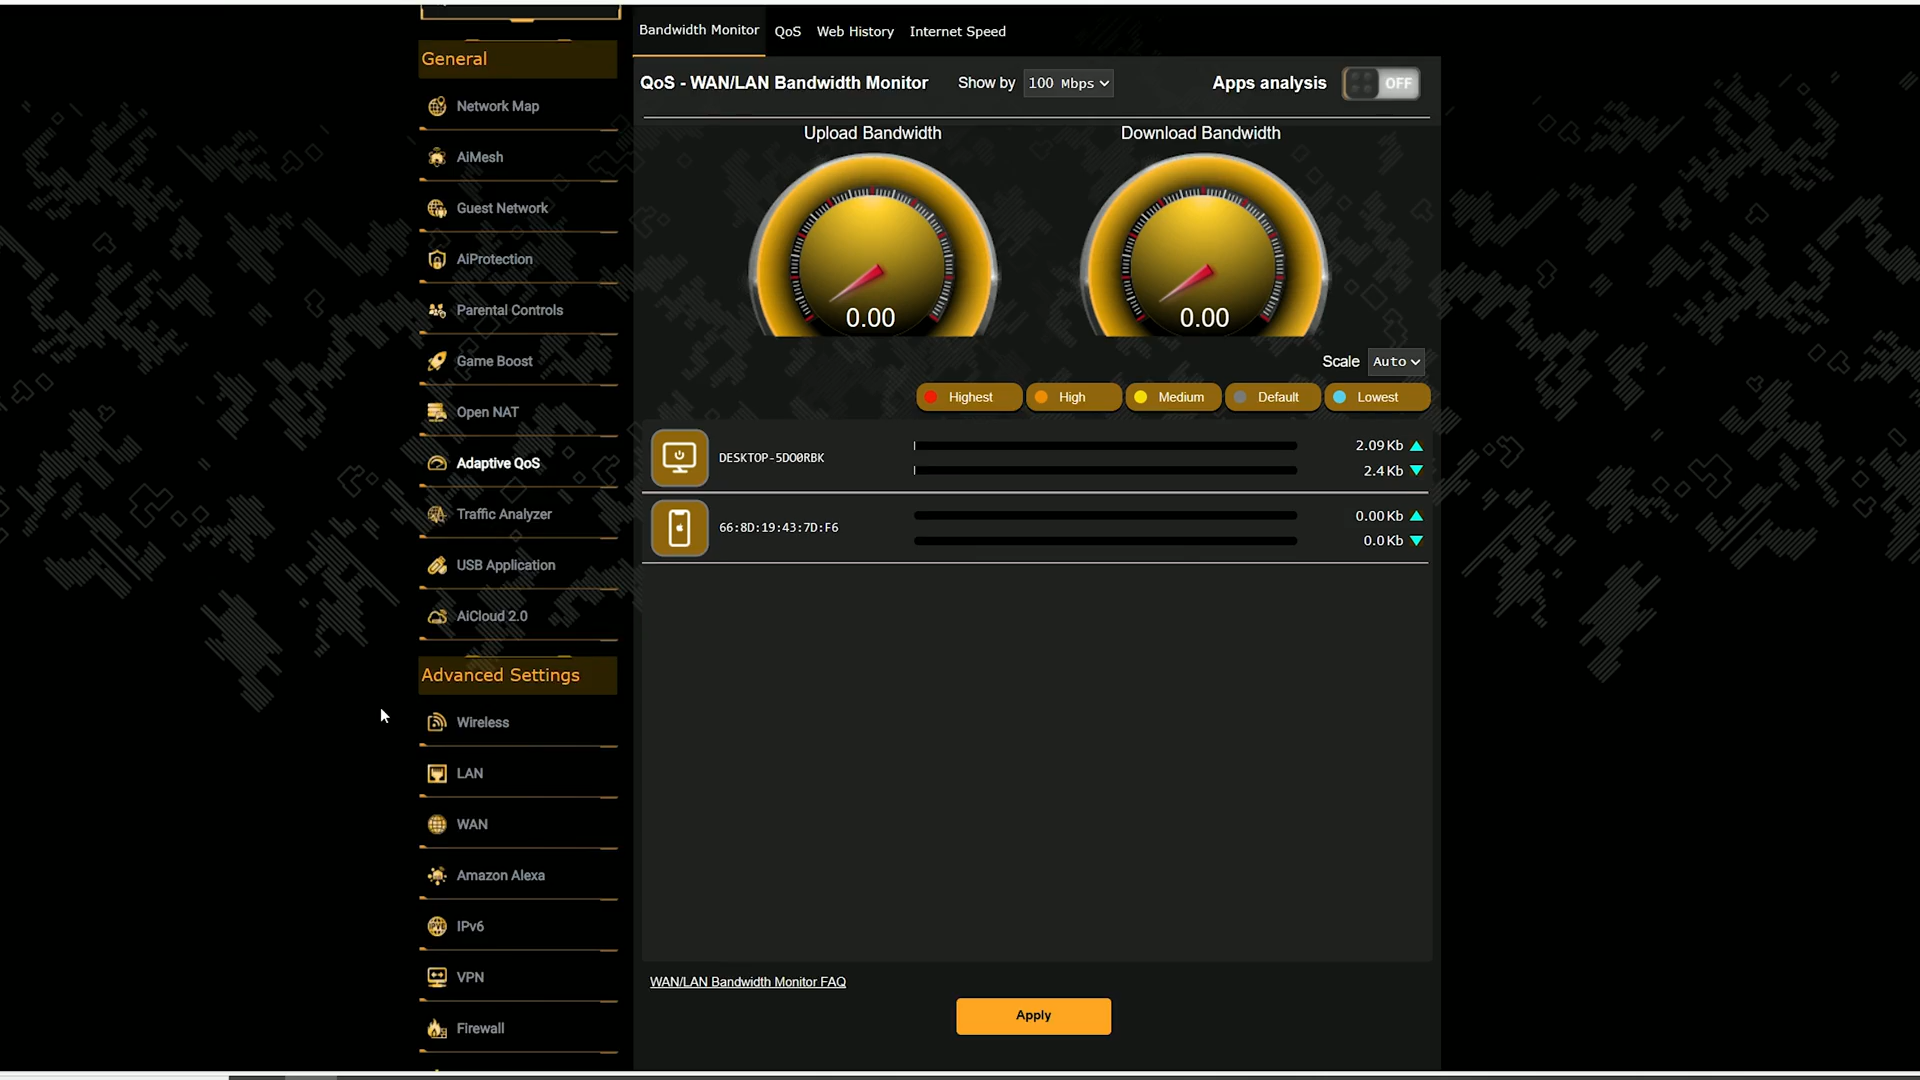 Bandwidth Monitor QoS Web History Internet Speed
General
Network Map
AiMesh
Guest Network
AiProtection
Parental Controls
Game Boost
Open NAT
Adaptive QoS
Traffic Analyzer
USB Application
AiCloud 2.0
Advanced Settings
Wireless
LAN
WAN
Amazon Alexa
IPv6
VPN
Firewall
QoS - WAN/LAN Bandwidth Monitor Show by 100 Mbps Apps analysis OFF
Upload Bandwidth Download Bandwidth
0.00 0.00
Scale Auto
Highest High Medium Default Lowest
DESKTOP-5DO0RBK
2.09 Kb
2.4 Kb
66:8D:19:43:7D:F6
0.00 Kb
0.0 Kb
WAN/LAN Bandwidth Monitor FAQ
Apply